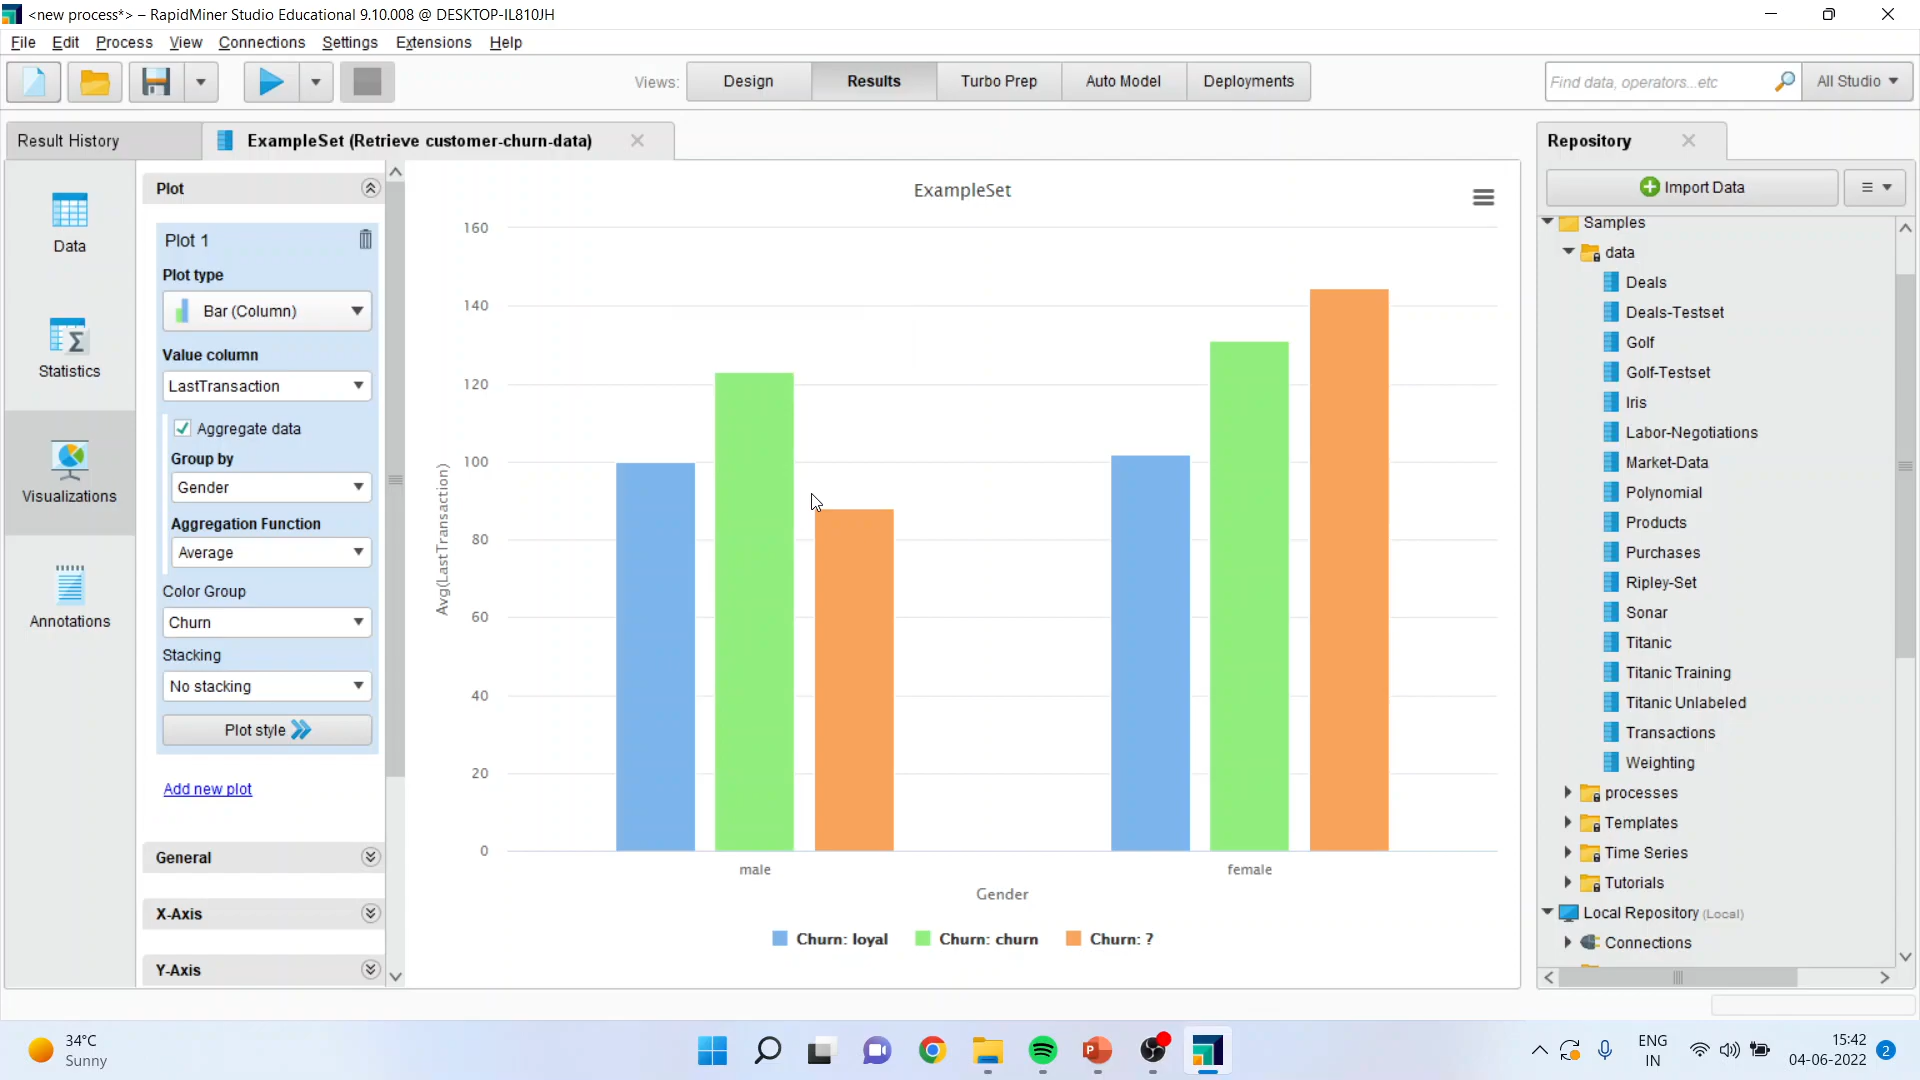 <new process*> – RapidMiner Studio Educational 9.10.008 @ DESKTOP-IL810JH
File Edit Process View Connections Settings Extensions Help
Views: Design Results Turbo Prep Auto Model Deployments
Find data, operators...etc
All Studio
Result History
ExampleSet (Retrieve customer-churn-data)
Data
Statistics
Visualizations
Annotations
Plot
Plot 1
Plot type
Bar (Column)
Value column
LastTransaction
Aggregate data
Group by
Gender
Aggregation Function
Average
Color Group
Churn
Stacking
No stacking
Plot style
Add new plot
General
X-Axis
Y-Axis
ExampleSet
160
140
120
100
80
60
40
20
0
Avg(LastTransaction)
male
female
Gender
Churn: loyal
Churn: churn
Churn: ?
Repository
Import Data
Samples
data
Deals
Deals-Testset
Golf
Golf-Testset
Iris
Labor-Negotiations
Market-Data
Polynomial
Products
Purchases
Ripley-Set
Sonar
Titanic
Titanic Training
Titanic Unlabeled
Transactions
Weighting
processes
Templates
Time Series
Tutorials
Local Repository (Local)
Connections
34°C
Sunny
P
ENG
IN
15:42
04-06-2022
2